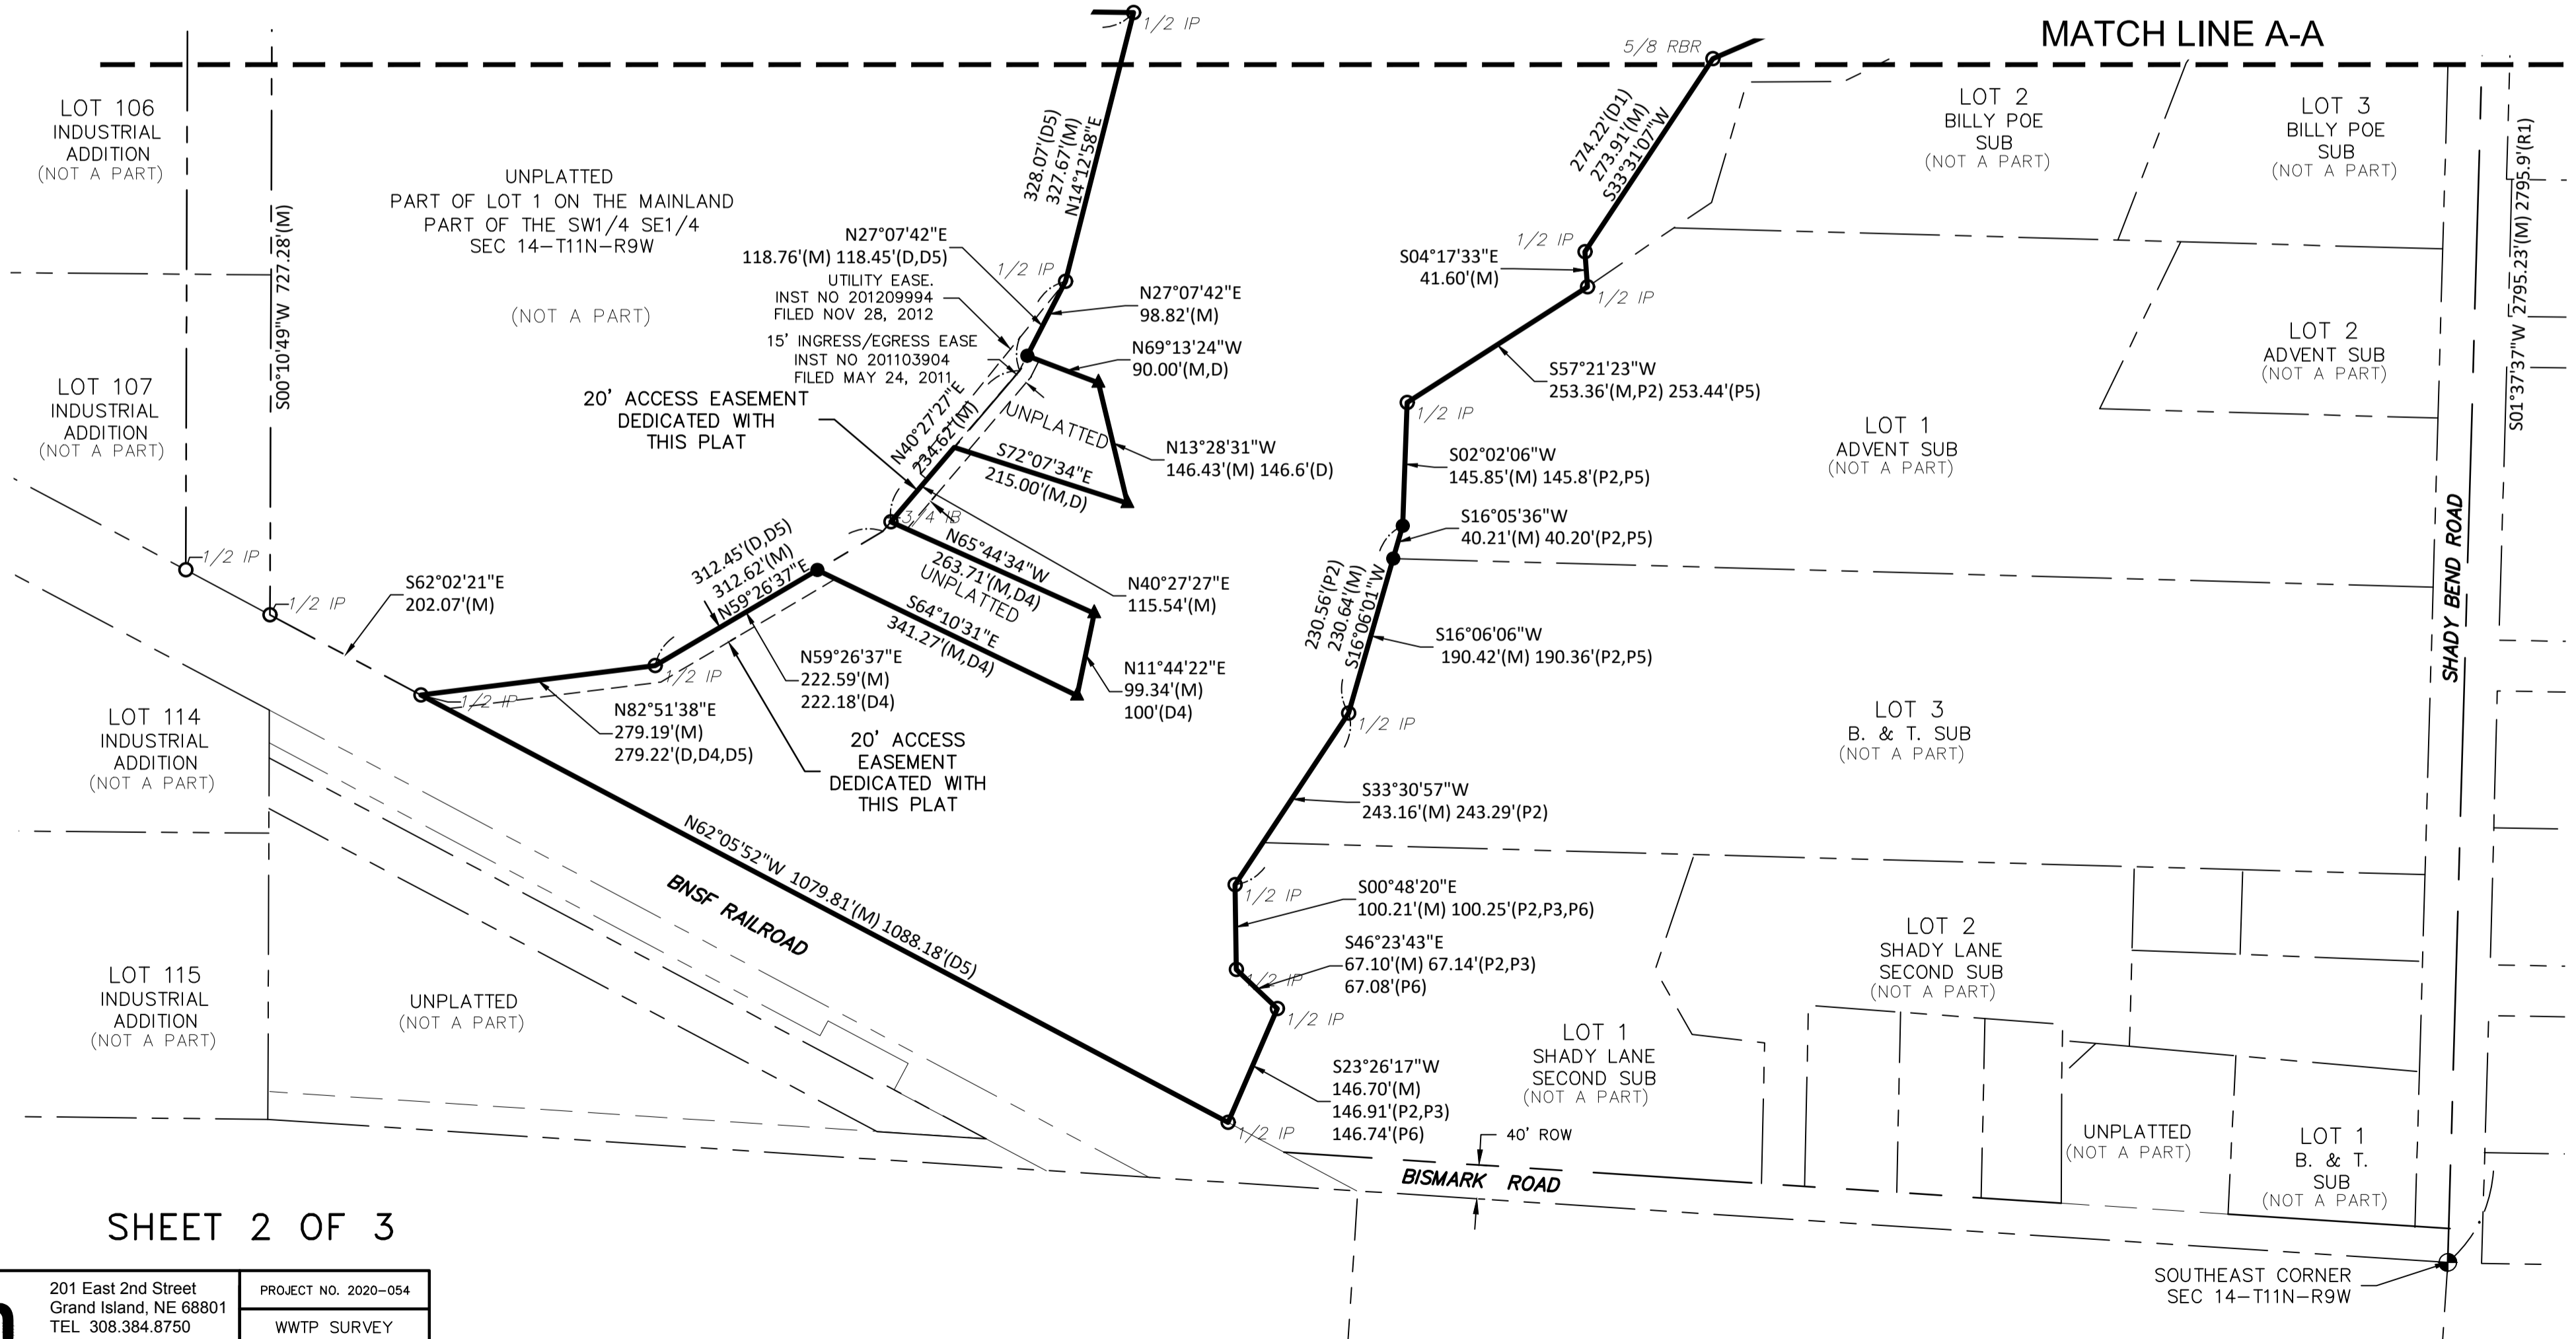 MATCH LINE A-A
1/2 IP
5/8 RBR
LOT 106
INDUSTRIAL
ADDITION
(NOT A PART)
UNPLATTED
PART OF LOT 1 ON THE MAINLAND
PART OF THE SW1/4 SE1/4
SEC 14-T11N-R9W
(NOT A PART)
S00°10'49"W 727.28'(M)
328.07'(D5)
327.67'(M)
N14°12'58"E
274.22'(D1)
273.91'(M)
S33°31'07"W
LOT 2
BILLY POE
SUB
(NOT A PART)
LOT 3
BILLY POE
SUB
(NOT A PART)
S01°37'37"W 2795.23'(M) 2795.9'(R1)
N27°07'42"E
118.76'(M) 118.45'(D,D5)
1/2 IP
UTILITY EASE.
INST NO 201209994
FILED NOV 28, 2012
15' INGRESS/EGRESS EASE
INST NO 201103904
FILED MAY 24, 2011
20' ACCESS EASEMENT
DEDICATED WITH
THIS PLAT
N27°07'42"E
98.82'(M)
N69°13'24"W
90.00'(M,D)
1/2 IP
S04°17'33"E
41.60'(M)
1/2 IP
S57°21'23"W
253.36'(M,P2) 253.44'(P5)
LOT 2
ADVENT SUB
(NOT A PART)
LOT 1
ADVENT SUB
(NOT A PART)
LOT 107
INDUSTRIAL
ADDITION
(NOT A PART)
N40°27'27"E
234.62'(M)
UNPLATTED
S72°07'34"E
215.00'(M,D)
N13°28'31"W
146.43'(M) 146.6'(D)
1/2 IP
S02°02'06"W
145.85'(M) 145.8'(P2,P5)
S16°05'36"W
40.21'(M) 40.20'(P2,P5)
3/4 IB
N65°44'34"W
263.71'(M,D4)
UNPLATTED
S64°10'31"E
341.27'(M,D4)
N40°27'27"E
115.54'(M)
312.45'(D,D5)
312.62'(M)
N59°26'37"E
1/2 IP
1/2 IP
S62°02'21"E
202.07'(M)
230.56'(P2)
230.64'(M)
S16°06'01"W
S16°06'06"W
190.42'(M) 190.36'(P2,P5)
SHADY BEND ROAD
1/2 IP
1/2 IP
N82°51'38"E
279.19'(M)
279.22'(D,D4,D5)
N59°26'37"E
222.59'(M)
222.18'(D4)
N11°44'22"E
99.34'(M)
100'(D4)
20' ACCESS
EASEMENT
DEDICATED WITH
THIS PLAT
1/2 IP
LOT 3
B. & T. SUB
(NOT A PART)
LOT 114
INDUSTRIAL
ADDITION
(NOT A PART)
S33°30'57"W
243.16'(M) 243.29'(P2)
N62°05'52"W 1079.81'(M) 1088.18'(D5)
BNSF RAILROAD
1/2 IP
S00°48'20"E
100.21'(M) 100.25'(P2,P3,P6)
1/2 IP
S46°23'43"E
67.10'(M) 67.14'(P2,P3)
67.08'(P6)
1/2 IP
LOT 2
SHADY LANE
SECOND SUB
(NOT A PART)
LOT 115
INDUSTRIAL
ADDITION
(NOT A PART)
UNPLATTED
(NOT A PART)
S23°26'17"W
146.70'(M)
146.91'(P2,P3)
146.74'(P6)
1/2 IP
LOT 1
SHADY LANE
SECOND SUB
(NOT A PART)
40' ROW
BISMARK ROAD
UNPLATTED
(NOT A PART)
LOT 1
B. & T.
SUB
(NOT A PART)
SOUTHEAST CORNER
SEC 14-T11N-R9W
SHEET 2 OF 3
201 East 2nd Street
Grand Island, NE 68801
TEL 308.384.8750
PROJECT NO. 2020-054
WWTP SURVEY